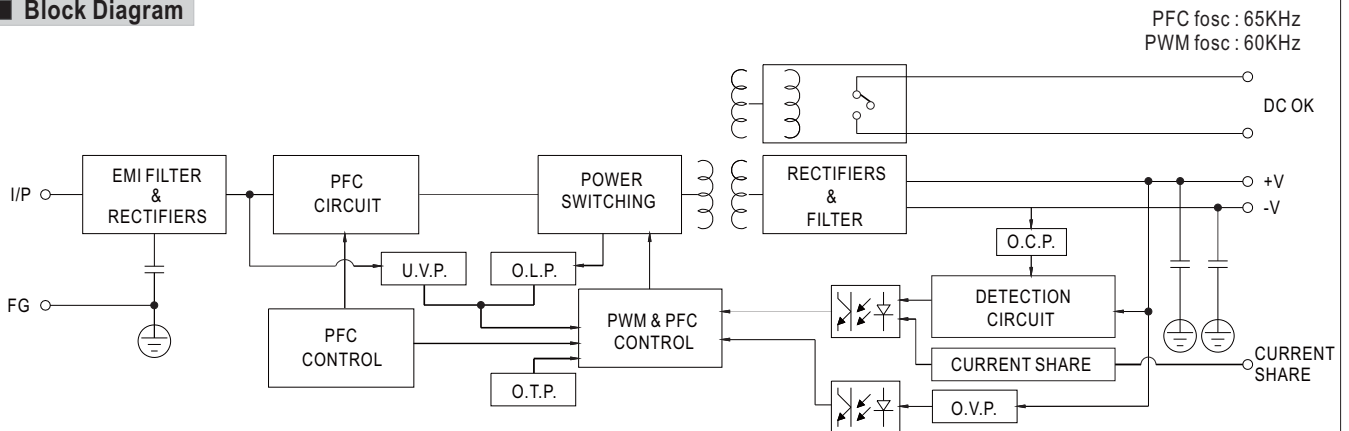 Block Diagram
PFC fosc : 65KHz
PWM fosc : 60KHz
DC OK
I/P
EMI FILTER
&
RECTIFIERS
PFC
CIRCUIT
POWER
SWITCHING
RECTIFIERS
&
FILTER
+V
-V
O.C.P.
U.V.P.
O.L.P.
FG
PFC
CONTROL
PWM & PFC
CONTROL
DETECTION
CIRCUIT
CURRENT SHARE
CURRENT
SHARE
O.T.P.
O.V.P.